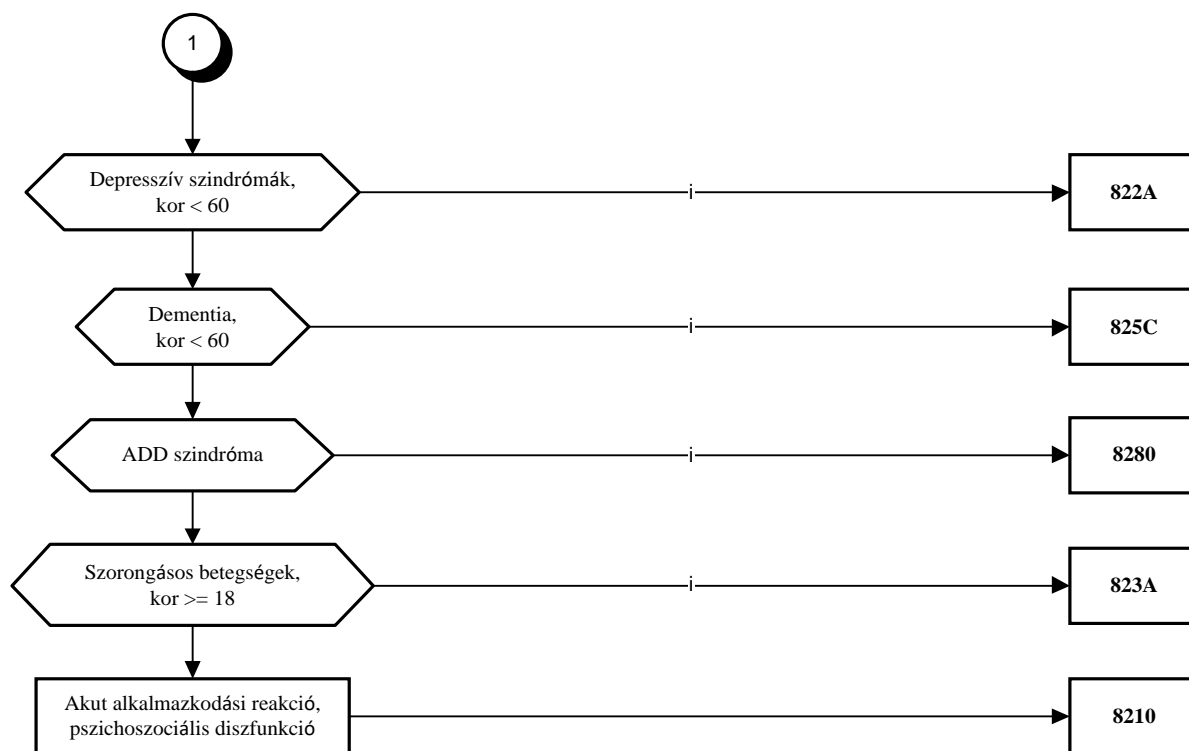 1
Depresszív szindrómák,
kor < 60
i
822A
Dementia,
kor < 60
i
825C
ADD szindróma
i
8280
Szorongásos betegségek,
kor >= 18
i
823A
Akut alkalmazkodási reakció,
pszichoszociális diszfunkció
8210